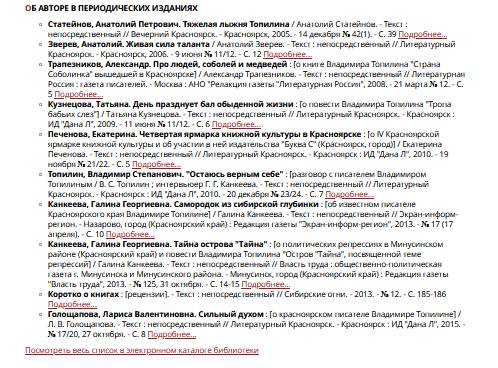 ОБ АВТОРЕ В ПЕРИОДИЧЕСКИХ ИЗДАНИЯХ
Статейнов, Анатолий Петрович. Тяжелая лыжня Топилина / Анатолий Статейнов. - Текст :
непосредственный // Вечерний Красноярск. - Красноярск, 2005. - 14 декабря № 42(1). - С. 39 Подробнее...
Зверев, Анатолий. Живая сила таланта / Анатолий Зверев. - Текст : непосредственный // Литературный
Красноярск. - Красноярск, 2006. - 9 июня № 11/12. - С. 12 Подробнее...
Трапезников, Александр. Про людей, соболей и медведей : [о книге Владимира Топилина "Страна
Соболинка" вышедшей в Красноярске] / Александр Трапезников. - Текст : непосредственный // Литературная
Россия : газета писателей. - Москва : АНО "Релакция газеты "Литературная Россия", 2008. - 21 марта № 12. - С.
5 Подробнее...
Кузнецова, Татьяна. День празднует бал обыденной жизни : [о повести Владимира Топилина "Тропа
бабьих слез"] / Татьяна Кузнецова. - Текст : непосредственный // Литературный Красноярск. - Красноярск :
ИД "Дана Л", 2009. - 11 июня № 11/12. - С. 6 Подробнее...
Печенова, Екатерина. Четвертая ярмарка книжной культуры в Красноярске : [о IV Красноярской
ярмарке книжной культуры и об участии в ней издательства "Буква С" (Красноярск, город)] / Екатерина
Печенова. - Текст : непосредственный // Литературный Красноярск. - Красноярск : ИД "Дана Л", 2010. - 19
ноября № 21/22. - С. 5 Подробнее...
Топилин, Владимир Степанович. "Остаюсь верным себе" : [разговор с писателем Владимиром
Топилиным / В. С. Топилин ; интервьюер Г. Г. Канкеева. - Текст : непосредственный // Литературный
Красноярск. - Красноярск : ИД "Дана Л", 2010. - 20 декабря № 23/24. - С. 7 Подробнее...
Канкеева, Галина Георгиевна. Самородок из сибирской глубинки : [об известном писателе
Красноярского края Владимире Топилине] / Галина Канкеева. - Текст : непосредственный // Экран-информ-
регион. - Назарово, город (Красноярский край) : Редакция газеты "Экран-информ-регион", 2013. - № 17 (17
апреля). - С. 10 Подробнее...
Канкеева, Галина Георгиевна. Тайна острова "Тайна" : [о политических репрессиях в Минусинском
районе (Красноярский край) и повести Владимира Топилина "Остров "Тайна", посвященной теме
репрессий] / Галина Канкеева. - Текст : непосредственный // Власть труда : общественно-политическая
газета г. Минусинска и Минусинского района. - Минусинск, город (Красноярский край) : Редакция газеты
"Власть труда", 2013. - № 125, 31 октября. - С. 14-15 Подробнее...
Коротко о книгах : [рецензии]. - Текст : непосредственный // Сибирские огни. - 2013. - № 12. - С. 185-186
Подробнее...
Голощапова, Лариса Валентиновна. Сильный духом : [о красноярском писателе Владимире Топилине] /
Л. В. Голощапова. - Текст : непосредственный // Литературный Красноярск. - Красноярск : ИД "Дана Л", 2015. -
№ 17/20, 27 октября. - С. 8 Подробнее...
Посмотреть весь список в электронном каталоге библиотеки